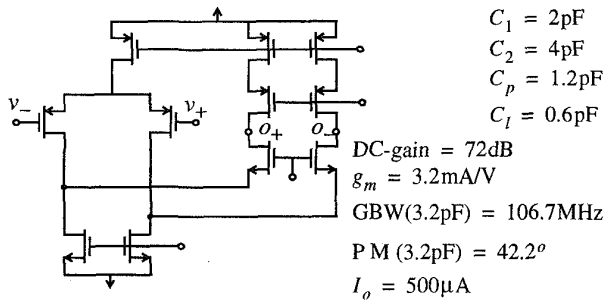 C₁ = 2pF
C₂ = 4pF
Cₚ = 1.2pF
Cₗ = 0.6pF
v₋
v₊
o₊
o₋
DC-gain = 72dB
gₘ = 3.2mA/V
GBW(3.2pF) = 106.7MHz
PM(3.2pF) = 42.2°
Iₒ = 500μA